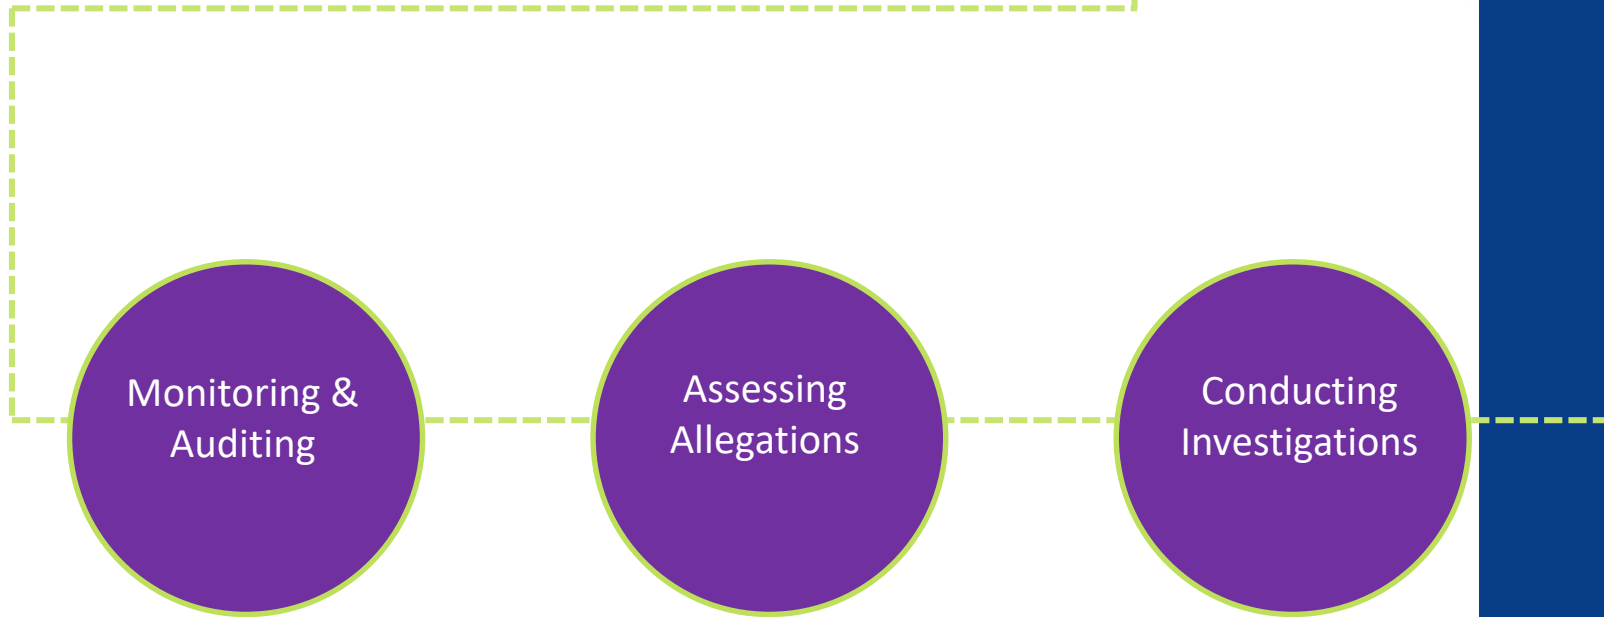 Monitoring &
Auditing
Assessing
Allegations
Conducting
Investigations